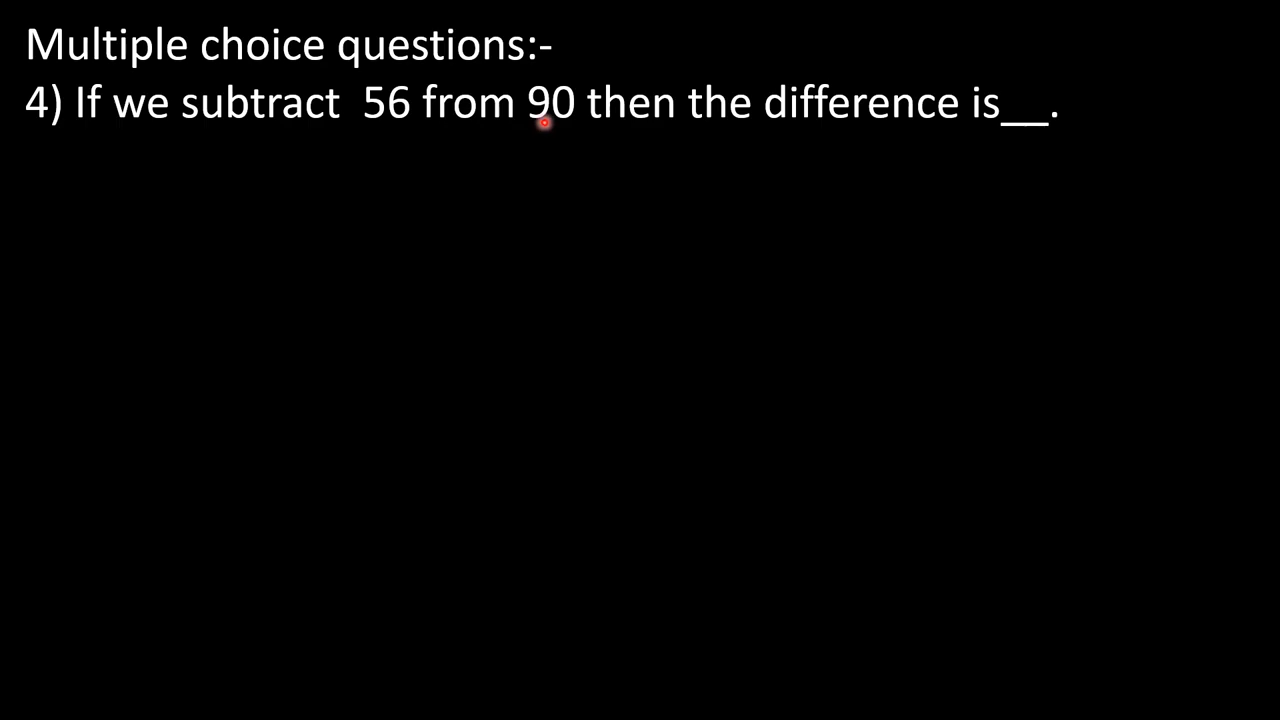 Multiple choice questions:-
4) If we subtract  56 from 90 then the difference is__.